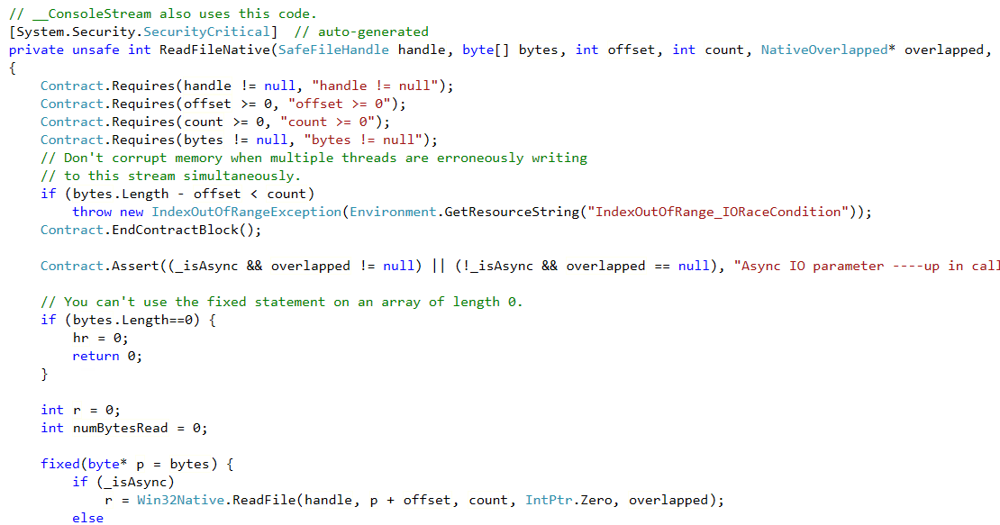 // __ConsoleStream also uses this code.
[System.Security.SecurityCritical]  // auto-generated
private unsafe int ReadFileNative(SafeFileHandle handle, byte[] bytes, int offset, int count, NativeOverlapped* overlapped,
{
    Contract.Requires(handle != null, "handle != null");
    Contract.Requires(offset >= 0, "offset >= 0");
    Contract.Requires(count >= 0, "count >= 0");
    Contract.Requires(bytes != null, "bytes != null");
    // Don't corrupt memory when multiple threads are erroneously writing
    // to this stream simultaneously.
    if (bytes.Length - offset < count)
        throw new IndexOutOfRangeException(Environment.GetResourceString("IndexOutOfRange_IORaceCondition"));
    Contract.EndContractBlock();

    Contract.Assert((_isAsync && overlapped != null) || (!_isAsync && overlapped == null), "Async IO parameter ----up in call

    // You can't use the fixed statement on an array of length 0.
    if (bytes.Length==0) {
        hr = 0;
        return 0;
    }

    int r = 0;
    int numBytesRead = 0;

    fixed(byte* p = bytes) {
        if (_isAsync)
            r = Win32Native.ReadFile(handle, p + offset, count, IntPtr.Zero, overlapped);
        else